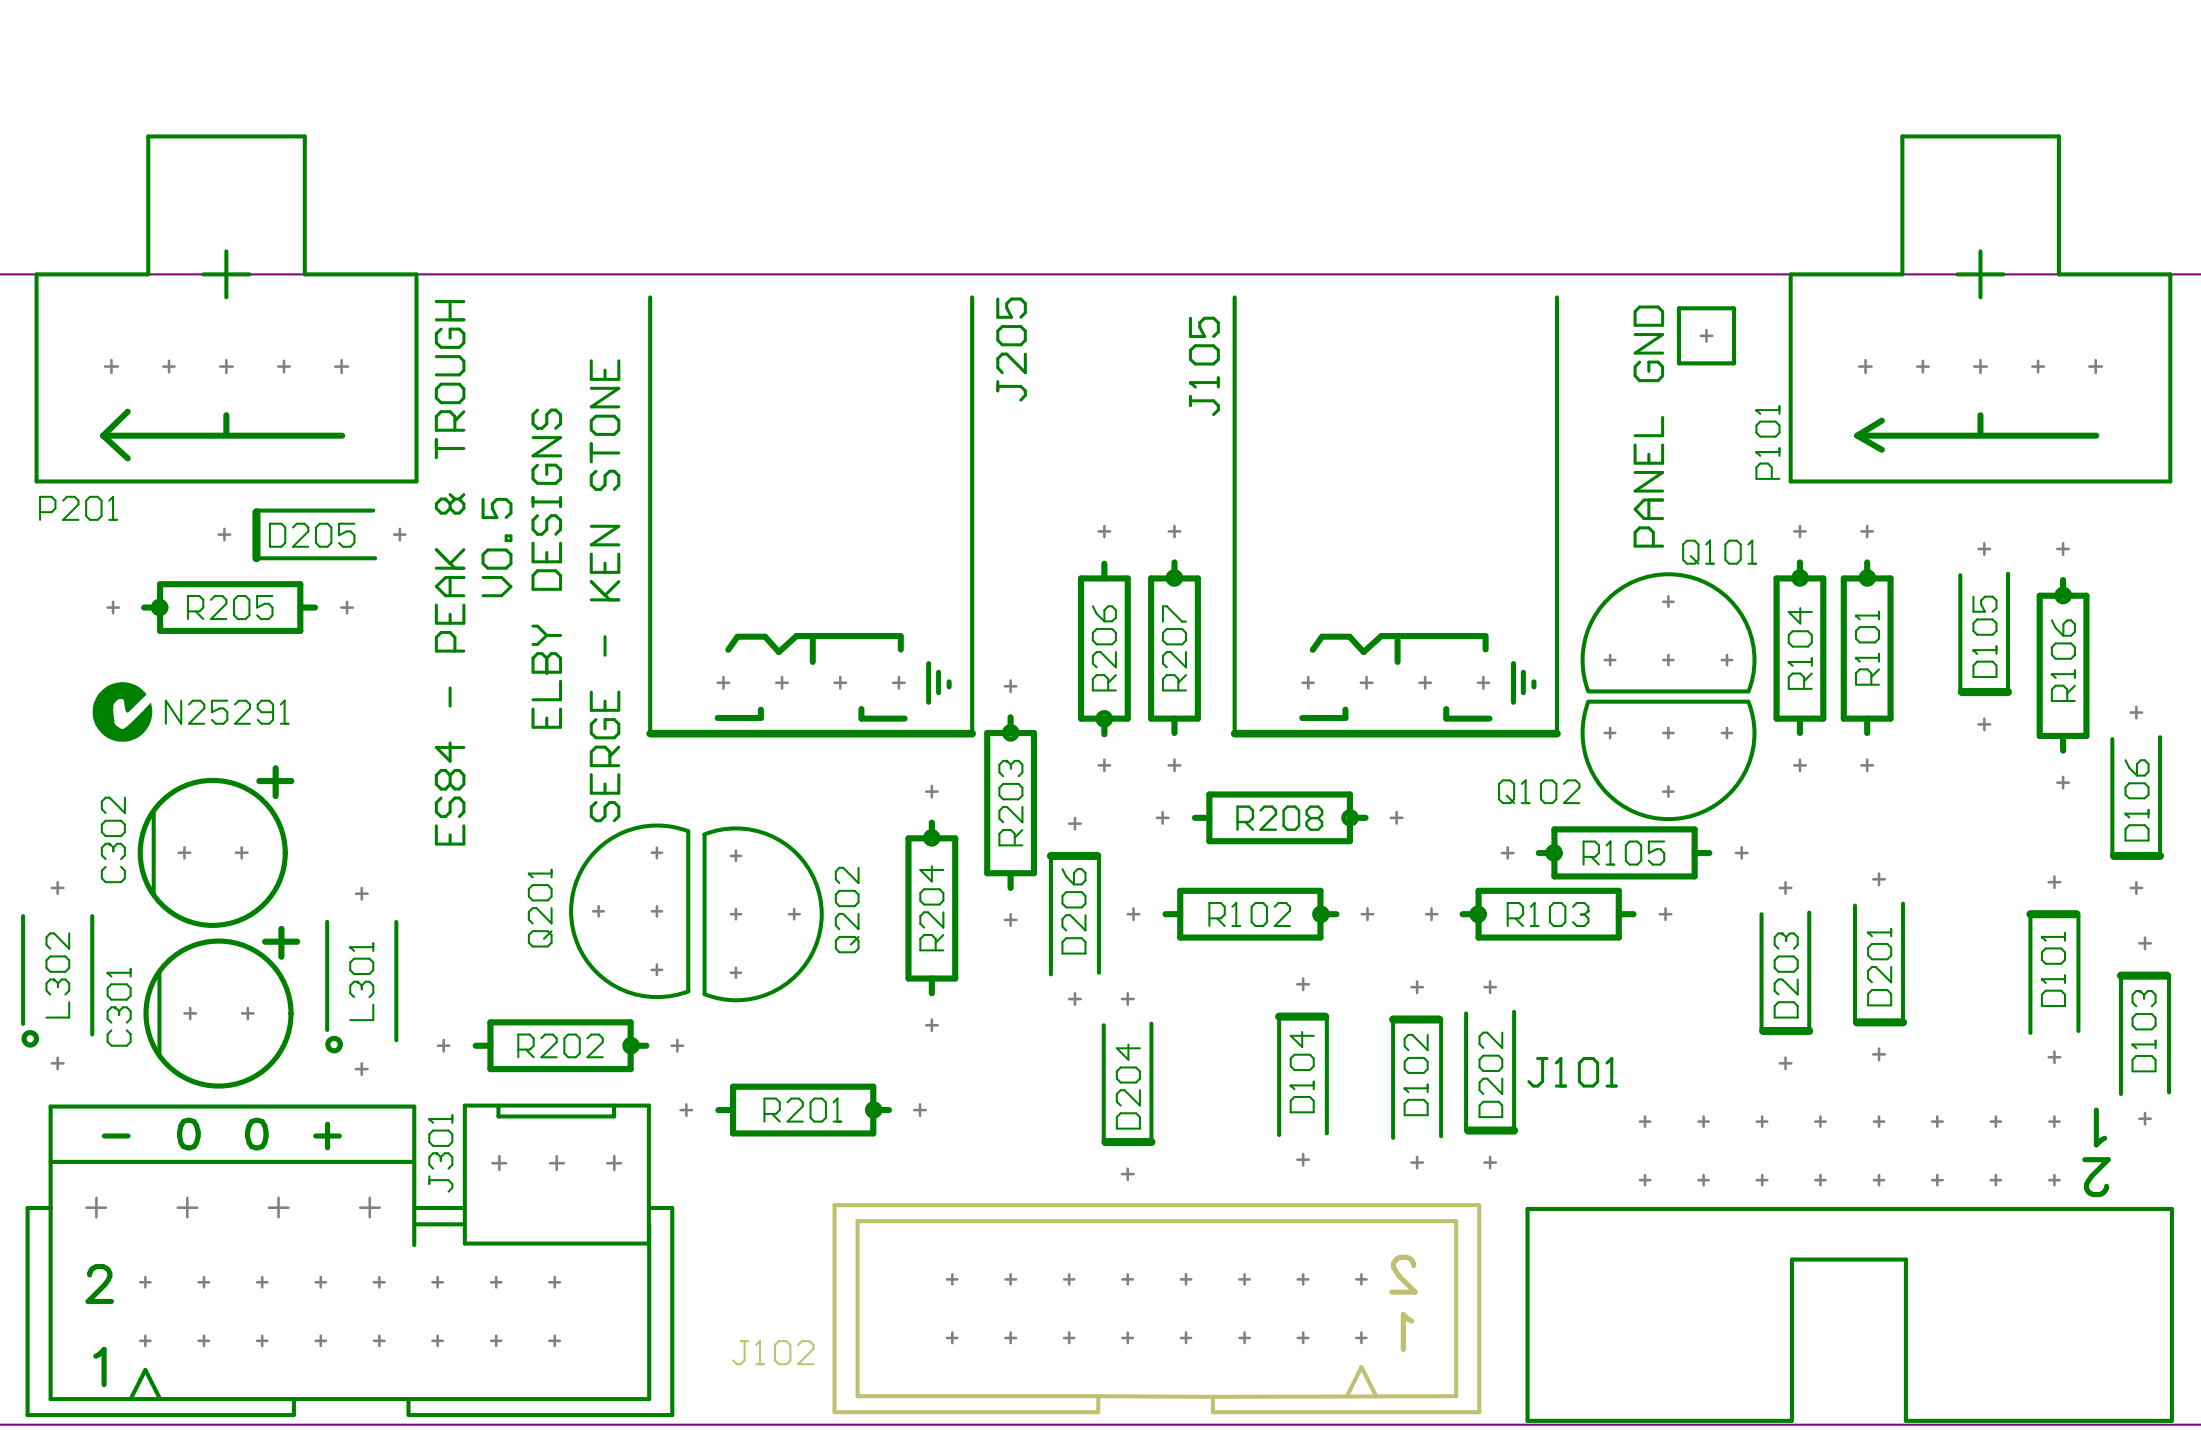 ES84 - PEAK & TROUGH
V0.5
ELBY DESIGNS
SERGE - KEN STONE
J205
J105
PANEL GND
P101
P201
D205
R205
N25291
Q101
R206
R207
R104
R101
D105
R106
D106
Q102
R203
R208
R105
C302
Q201
Q202
R204
D206
R102
R103
D203
D201
D101
D103
L302
C301
L301
R202
R201
D204
D104
D102
D202
J101
J301
- 0 0 +
1
2
2
1
2
1
J102